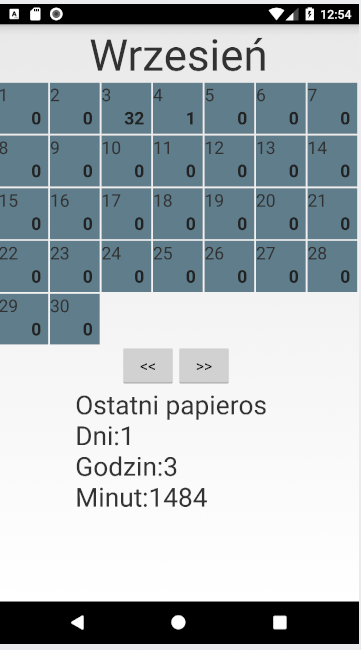 12:54
Wrzesień
1 2 3 4 5 6 7
0 0 32 1 0 0 0
8 9 10 11 12 13 14
0 0 0 0 0 0 0
15 16 17 18 19 20 21
0 0 0 0 0 0 0
22 23 24 25 26 27 28
0 0 0 0 0 0 0
29 30
0 0
<< >>
Ostatni papieros
Dni:1
Godzin:3
Minut:1484